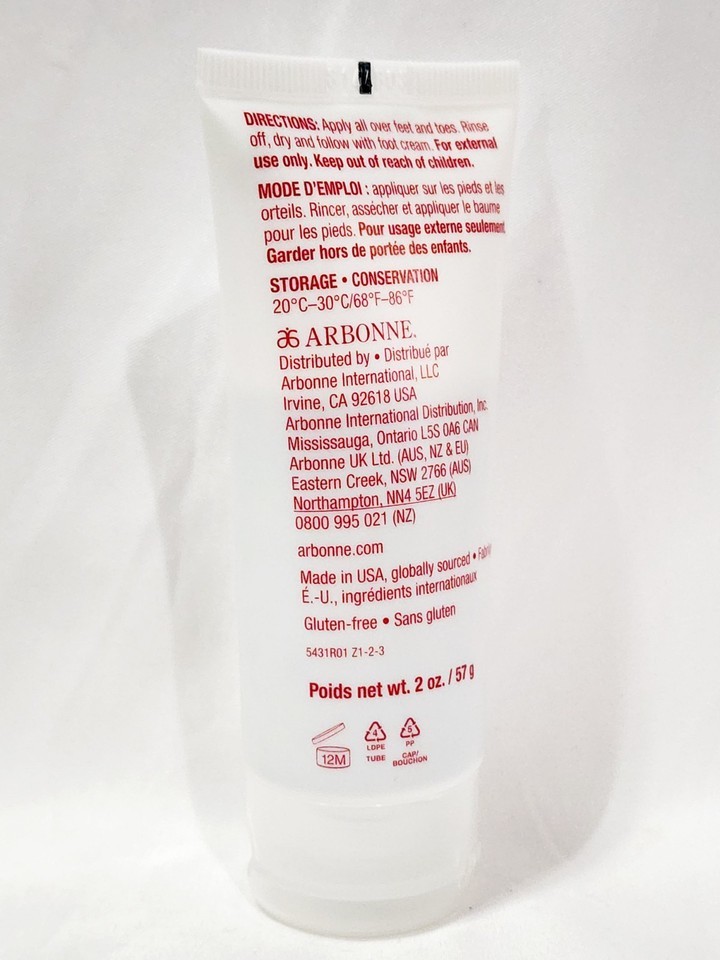 DIRECTIONS: Apply all over feet and toes. Rinse
off, dry and follow with foot cream. For external
use only. Keep out of reach of children.
MODE D'EMPLOI : appliquer sur les pieds et les
orteils. Rincer, assécher et appliquer le baume
pour les pieds. Pour usage externe seulement
Garder hors de portée des enfants.
STORAGE • CONSERVATION
20°C–30°C/68°F–86°F
ARBONNE.
Distributed by • Distribué par
Arbonne International, LLC
Irvine, CA 92618 USA
Arbonne International Distribution, Inc.
Mississauga, Ontario L5S 0A6 CAN
Arbonne UK Ltd. (AUS, NZ & EU)
Eastern Creek, NSW 2766 (AUS)
Northampton, NN4 5EZ (UK)
0800 995 021 (NZ)
arbonne.com
Made in USA, globally sourced •
É.-U., ingrédients internationaux
Gluten-free • Sans gluten
5431R01 Z1-2-3
Poids net wt. 2 oz. / 57 g
12M
4
LDPE
TUBE
5
PP
CAP/
BOUCHON